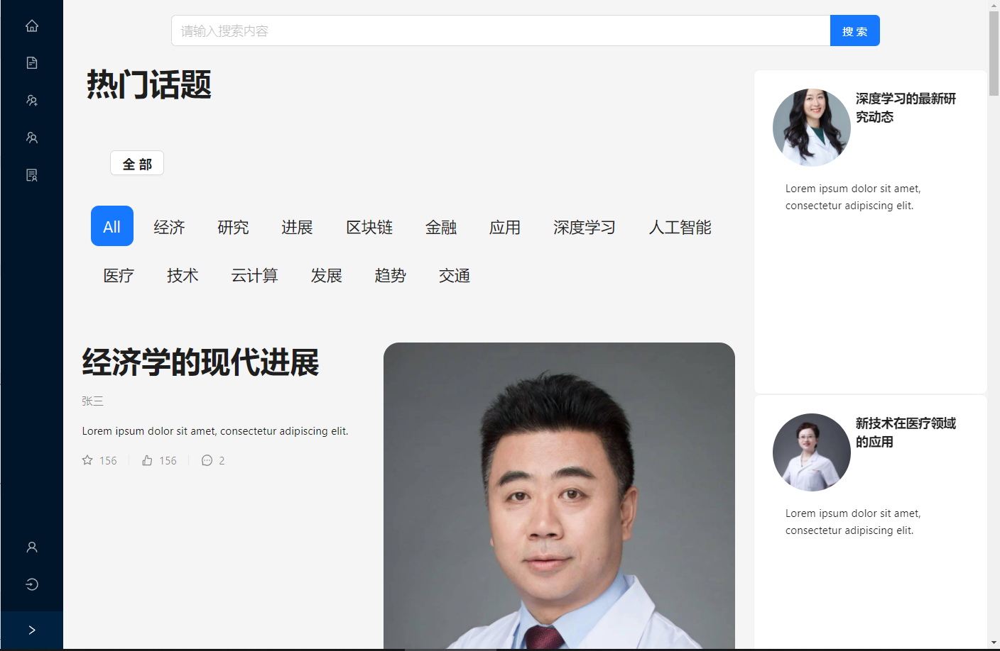 请输入搜索内容
搜 索
热门话题
全 部
All 经济 研究 进展 区块链 金融 应用 深度学习 人工智能
医疗 技术 云计算 发展 趋势 交通
经济学的现代进展
张三
Lorem ipsum dolor sit amet, consectetur adipiscing elit.
156 156 2
深度学习的最新研
究动态
Lorem ipsum dolor sit amet,
consectetur adipiscing elit.
新技术在医疗领域
的应用
Lorem ipsum dolor sit amet,
consectetur adipiscing elit.